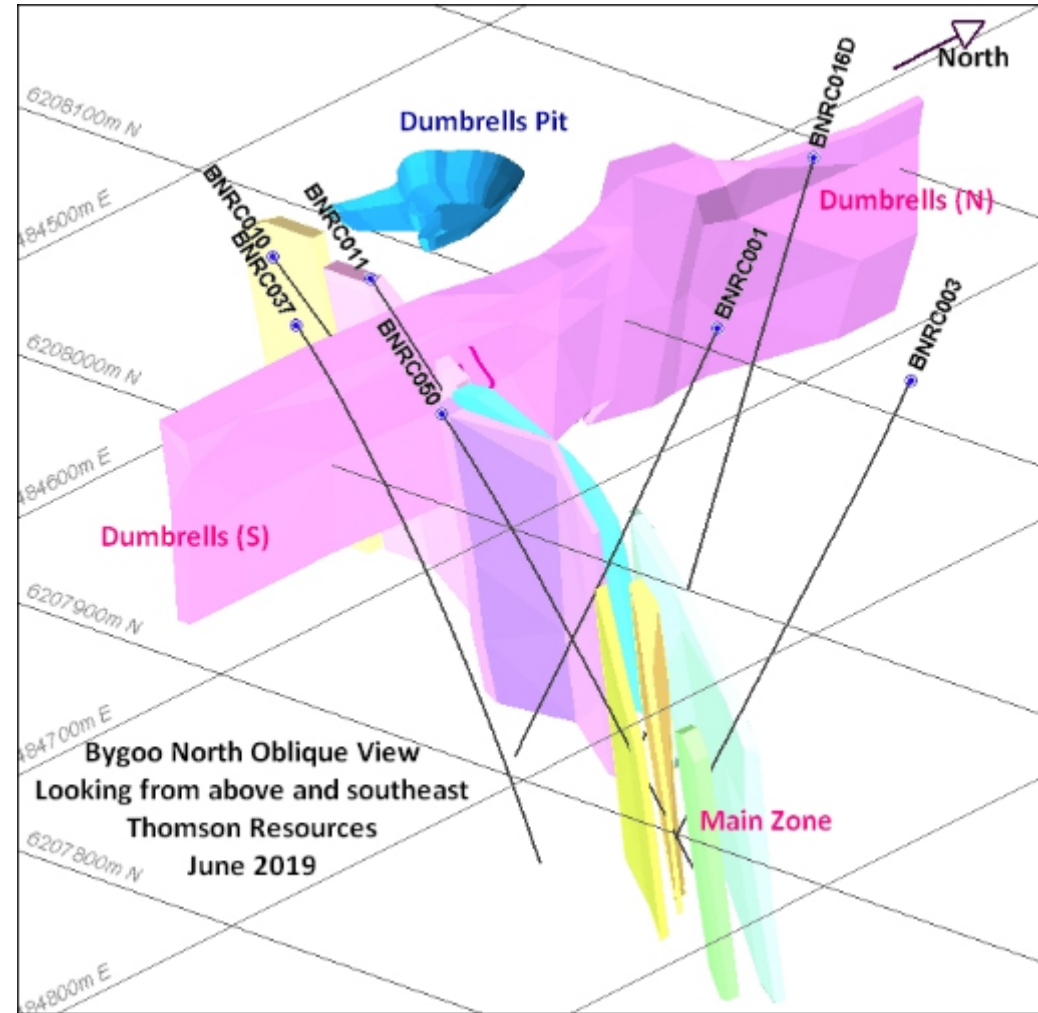 North
BNRC016D
6208100m N
Dumbrells Pit
BNRC010
BNRC011
Dumbrells (N)
484500m E
BNRC037
BNRC001
BNRC003
BNRC050
6208000m N
484600m E
Dumbrells (S)
6207900m N
484700m E
Bygoo North Oblique View
Looking from above and southeast
Thomson Resources
June 2019
Main Zone
6207800m N
484800m E